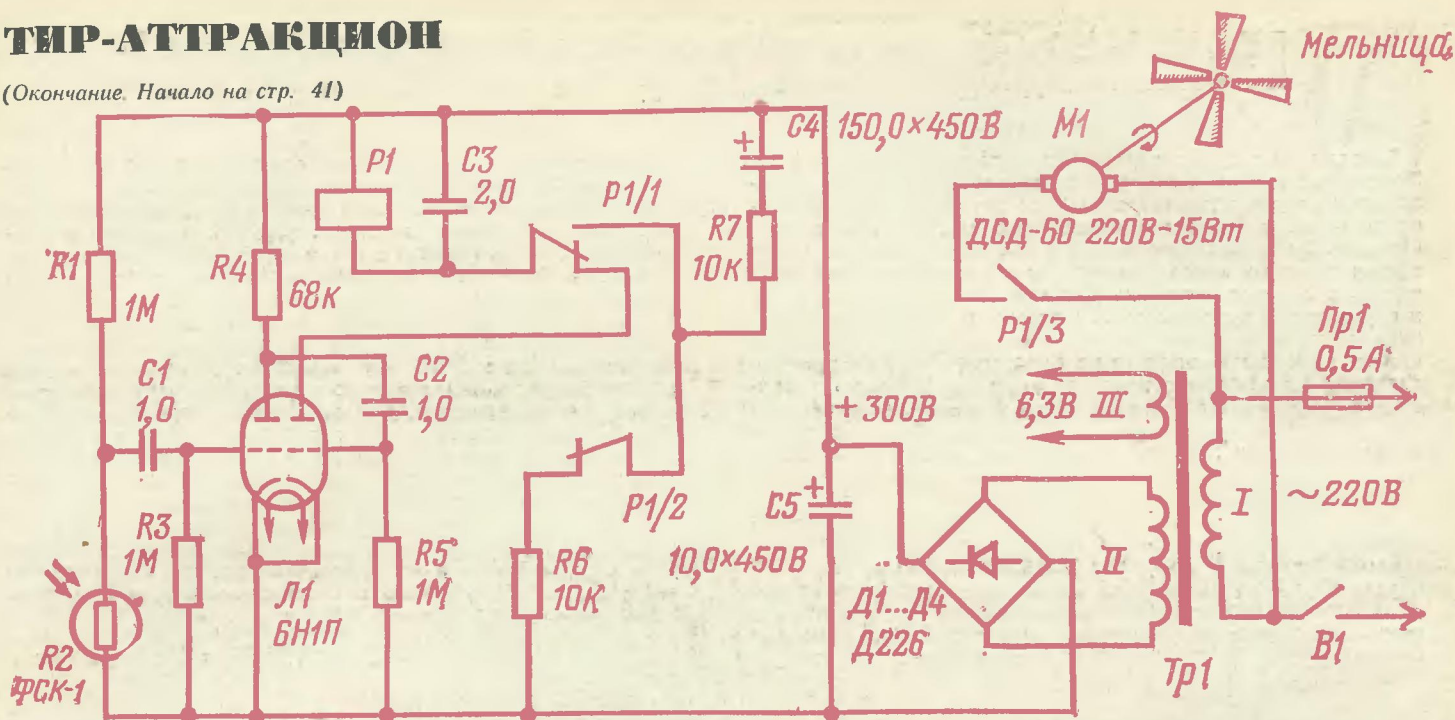 ТИР-АТТРАКЦИОН
(Окончание. Начало на стр. 41)
Мельница
P1
C3
2,0
P1/1
C4 150,0×450В
M1
R1
1М
R4
68К
R7
10К
ДСД-60 220В-15Вт
P1/3
Пр1
0,5А
C1
1,0
C2
1,0
+300В
6,3В III
I
~220В
P1/2
C5
10,0×450В
II
R3
1М
Л1
6Н1П
R5
1М
R6
10К
Д1...Д4
Д226
Тр1
В1
R2
ФСК-1